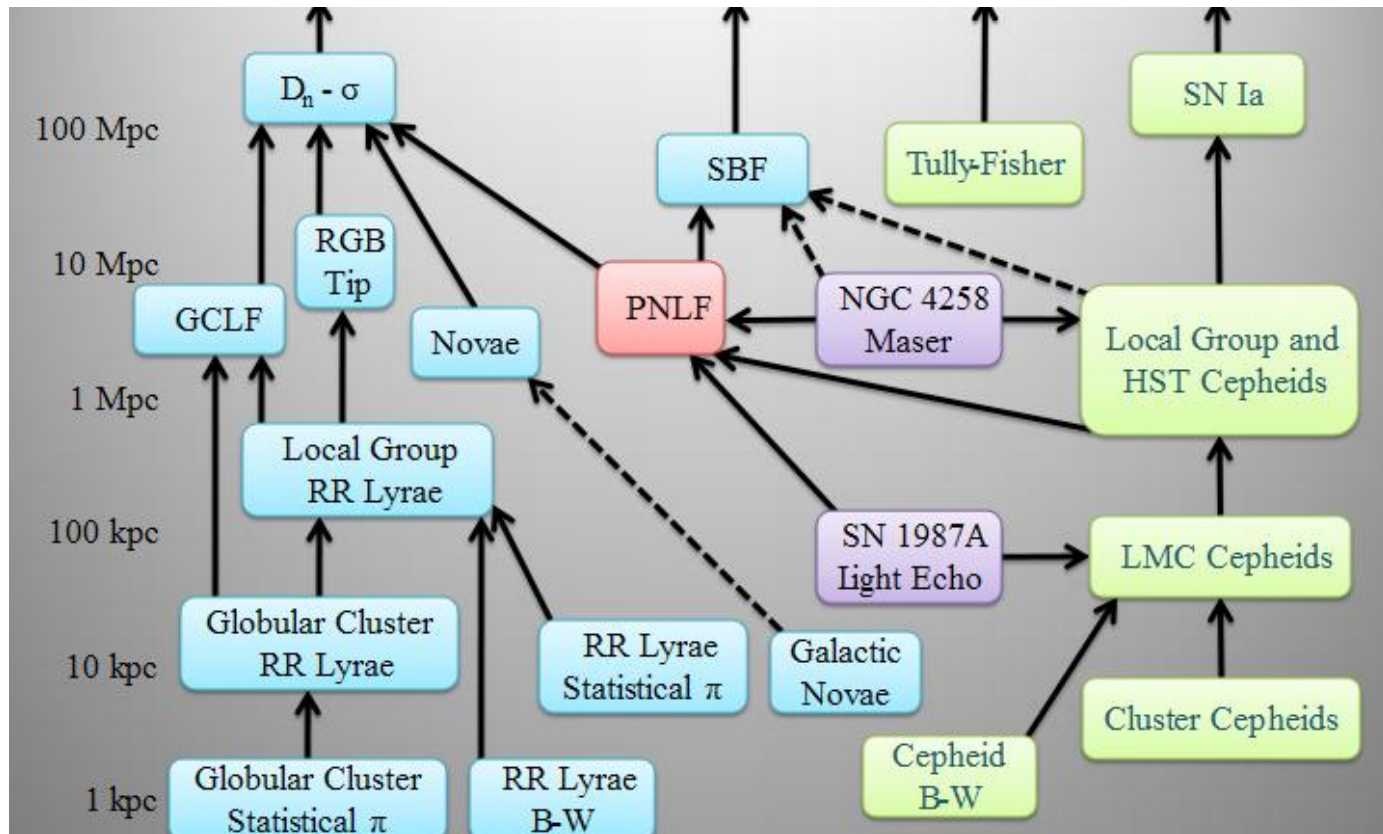 D_n - σ
SN Ia
100 Mpc
SBF
Tully-Fisher
RGB
Tip
10 Mpc
GCLF
Novae
PNLF
NGC 4258
Maser
Local Group and
HST Cepheids
1 Mpc
Local Group
RR Lyrae
100 kpc
SN 1987A
Light Echo
LMC Cepheids
Globular Cluster
RR Lyrae
RR Lyrae
Statistical π
Galactic
Novae
10 kpc
Cluster Cepheids
Cepheid
B-W
Globular Cluster
Statistical π
RR Lyrae
B-W
1 kpc